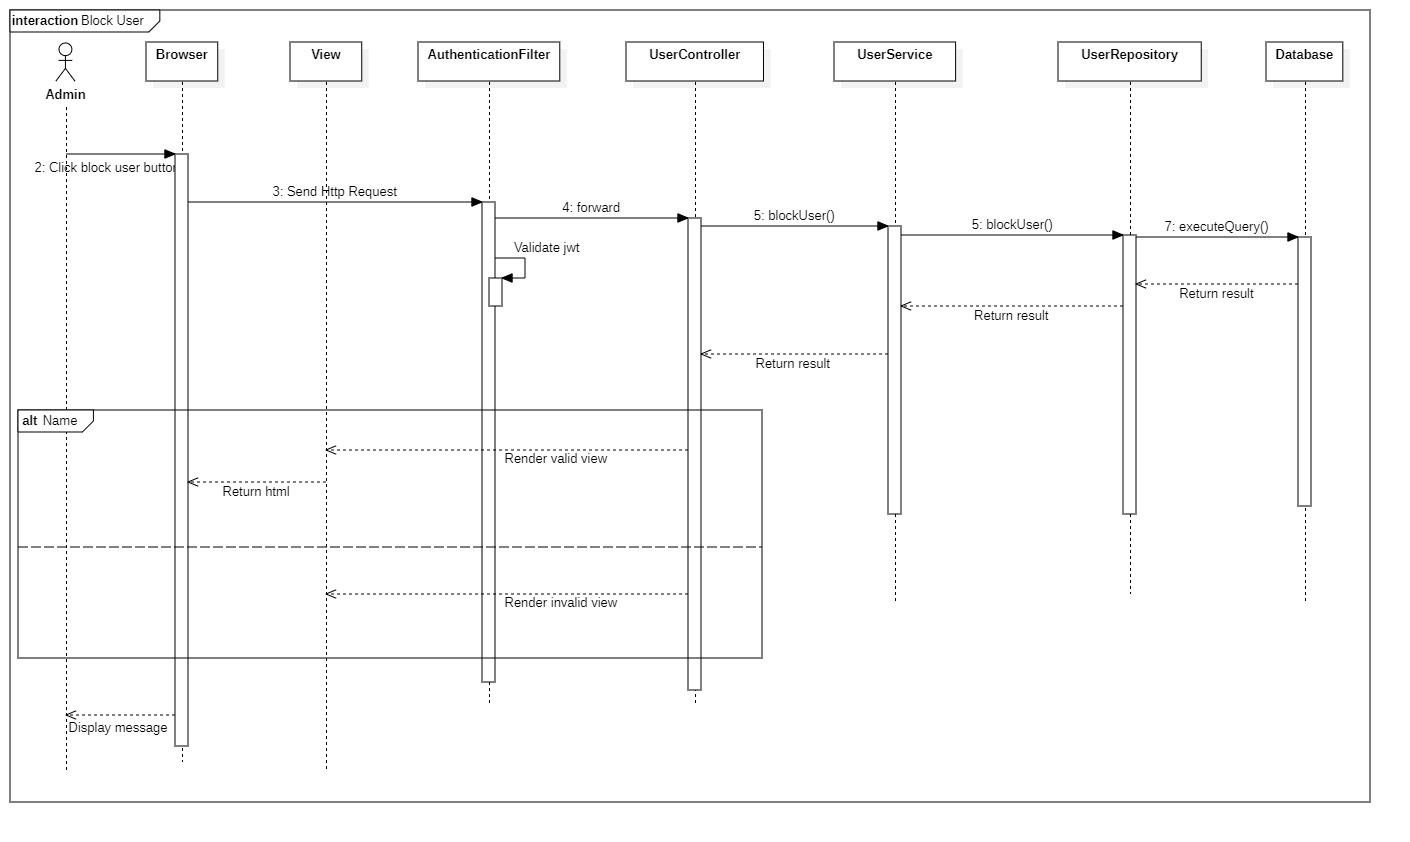 interaction Block User
Browser
View
AuthenticationFilter
UserController
UserService
UserRepository
Database
Admin
2: Click block user button
3: Send Http Request
4: forward
5: blockUser()
5: blockUser()
7: executeQuery()
Validate jwt
Return result
Return result
Return result
alt Name
Render valid view
Return html
Render invalid view
Display message